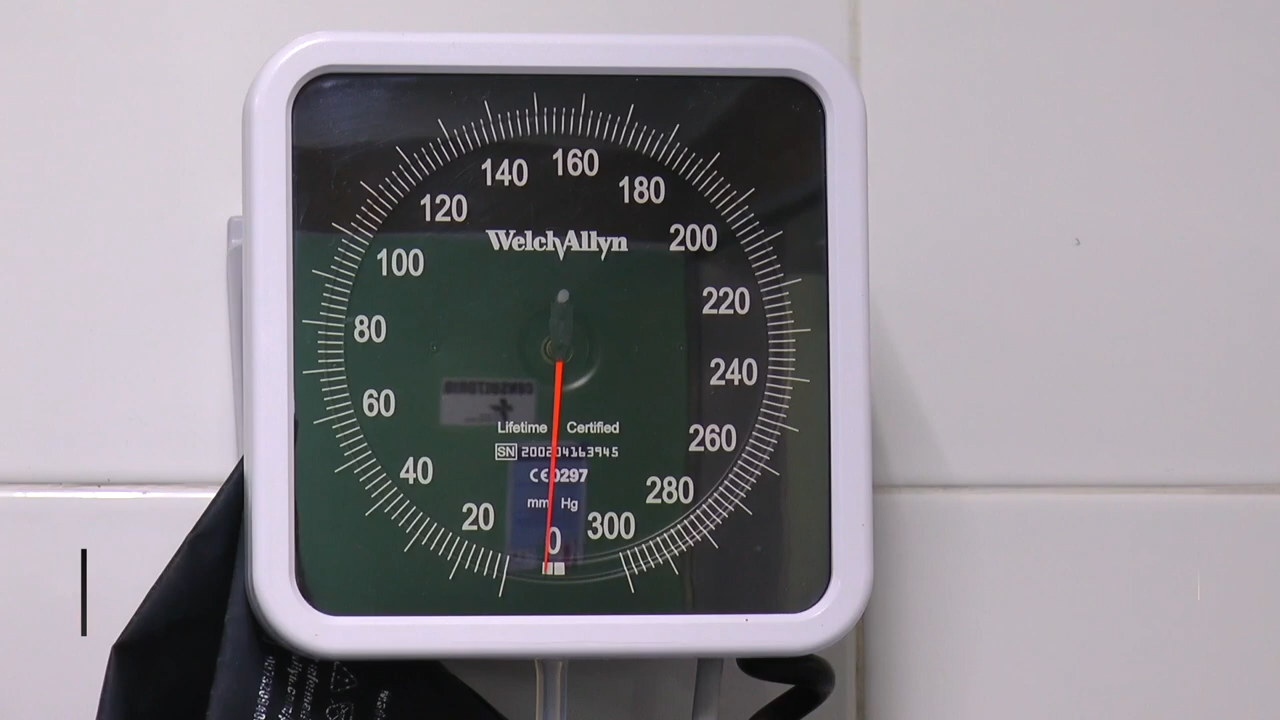 140 160
120 180
WelchAllyn
100 200
80 220
60 240
Lifetime Certified
SN 200204163945
CE0297
40 260
mm Hg
20 280
0 300